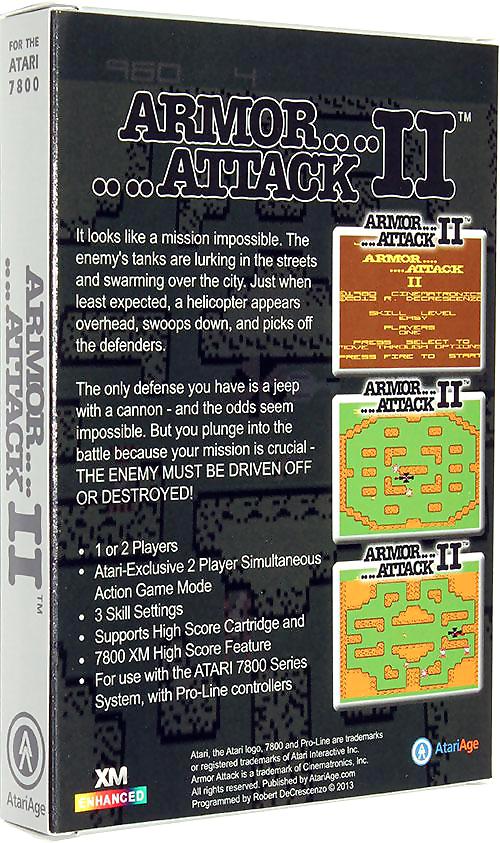 FOR THE
ATARI
7800
ARMOR....
....ATTACK II™
AtariAge
960 4
ARMOR.... II™
....ATTACK
It looks like a mission impossible. The
enemy's tanks are lurking in the streets
and swarming over the city. Just when
least expected, a helicopter appears
overhead, swoops down, and picks off
the defenders.
The only defense you have is a jeep
with a cannon - and the odds seem
impossible. But you plunge into the
battle because your mission is crucial -
THE ENEMY MUST BE DRIVEN OFF
OR DESTROYED!
• 1 or 2 Players
• Atari-Exclusive 2 Player Simultaneous
Action Game Mode
• 3 Skill Settings
• Supports High Score Cartridge and
• 7800 XM High Score Feature
• For use with the ATARI 7800 Series
System, with Pro-Line controllers
ARMOR.... II™
....ATTACK
ARMOR....
....ATTACK
II
©1980 CINEMATRONICS
©2013 R. DECRESCENZO
SKILL LEVEL
EASY
PLAYERS
ONE
PRESS SELECT TO
MOVE THROUGH OPTIONS
PRESS FIRE TO START
ARMOR.... II™
....ATTACK
ARMOR.... II™
....ATTACK
XM
ENHANCED
Atari, the Atari logo, 7800 and Pro-Line are trademarks
or registered trademarks of Atari Interactive Inc.
Armor Attack is a trademark of Cinematronics, Inc.
All rights reserved. Published by AtariAge.com
Programmed by Robert DeCrescenzo © 2013
AtariAge